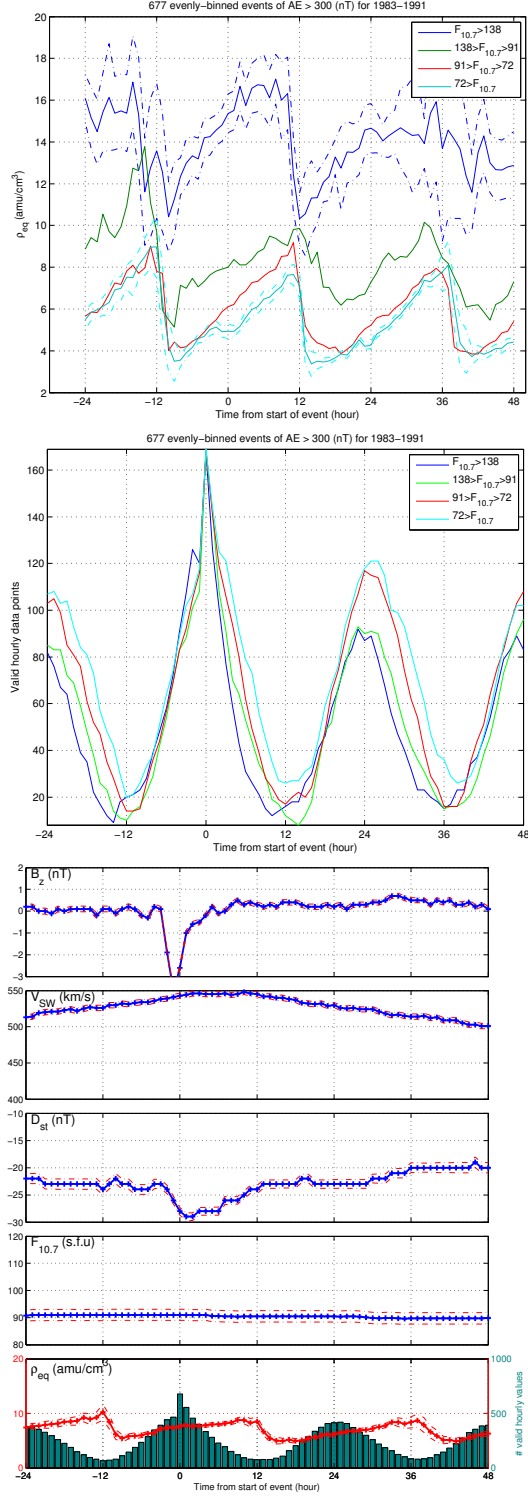 677 evenly−binned events of AE > 300 (nT) for 1983−1991
20
18
16
14
12
10
8
6
4
2
ρeq (amu/cm3)
F10.7>138
138>F10.7>91
91>F10.7>72
72>F10.7
−24 −12 0 12 24 36 48
Time from start of event (hour)
677 evenly−binned events of AE > 300 (nT) for 1983−1991
160
140
120
100
80
60
40
20
Valid hourly data points
F10.7>138
138>F10.7>91
91>F10.7>72
72>F10.7
−24 −12 0 12 24 36 48
Time from start of event (hour)
Bz (nT)
2
1
0
−1
−2
−3
VSW (km/s)
550
500
450
400
Dst (nT)
−10
−15
−20
−25
−30
F10.7 (s.f.u)
120
110
100
90
80
ρeq (amu/cm3)
20
10
0
1000
500
0
# valid hourly values
−24 −12 0 12 24 36 48
Time from start of event (hour)